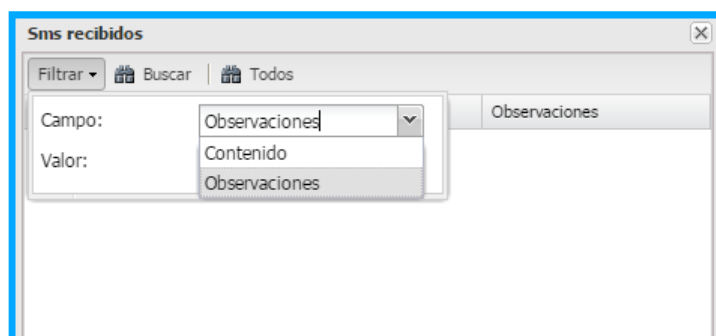 Sms recibidos
Filtrar Buscar Todos
Observaciones
Campo: Observaciones
Contenido
Valor:
Observaciones